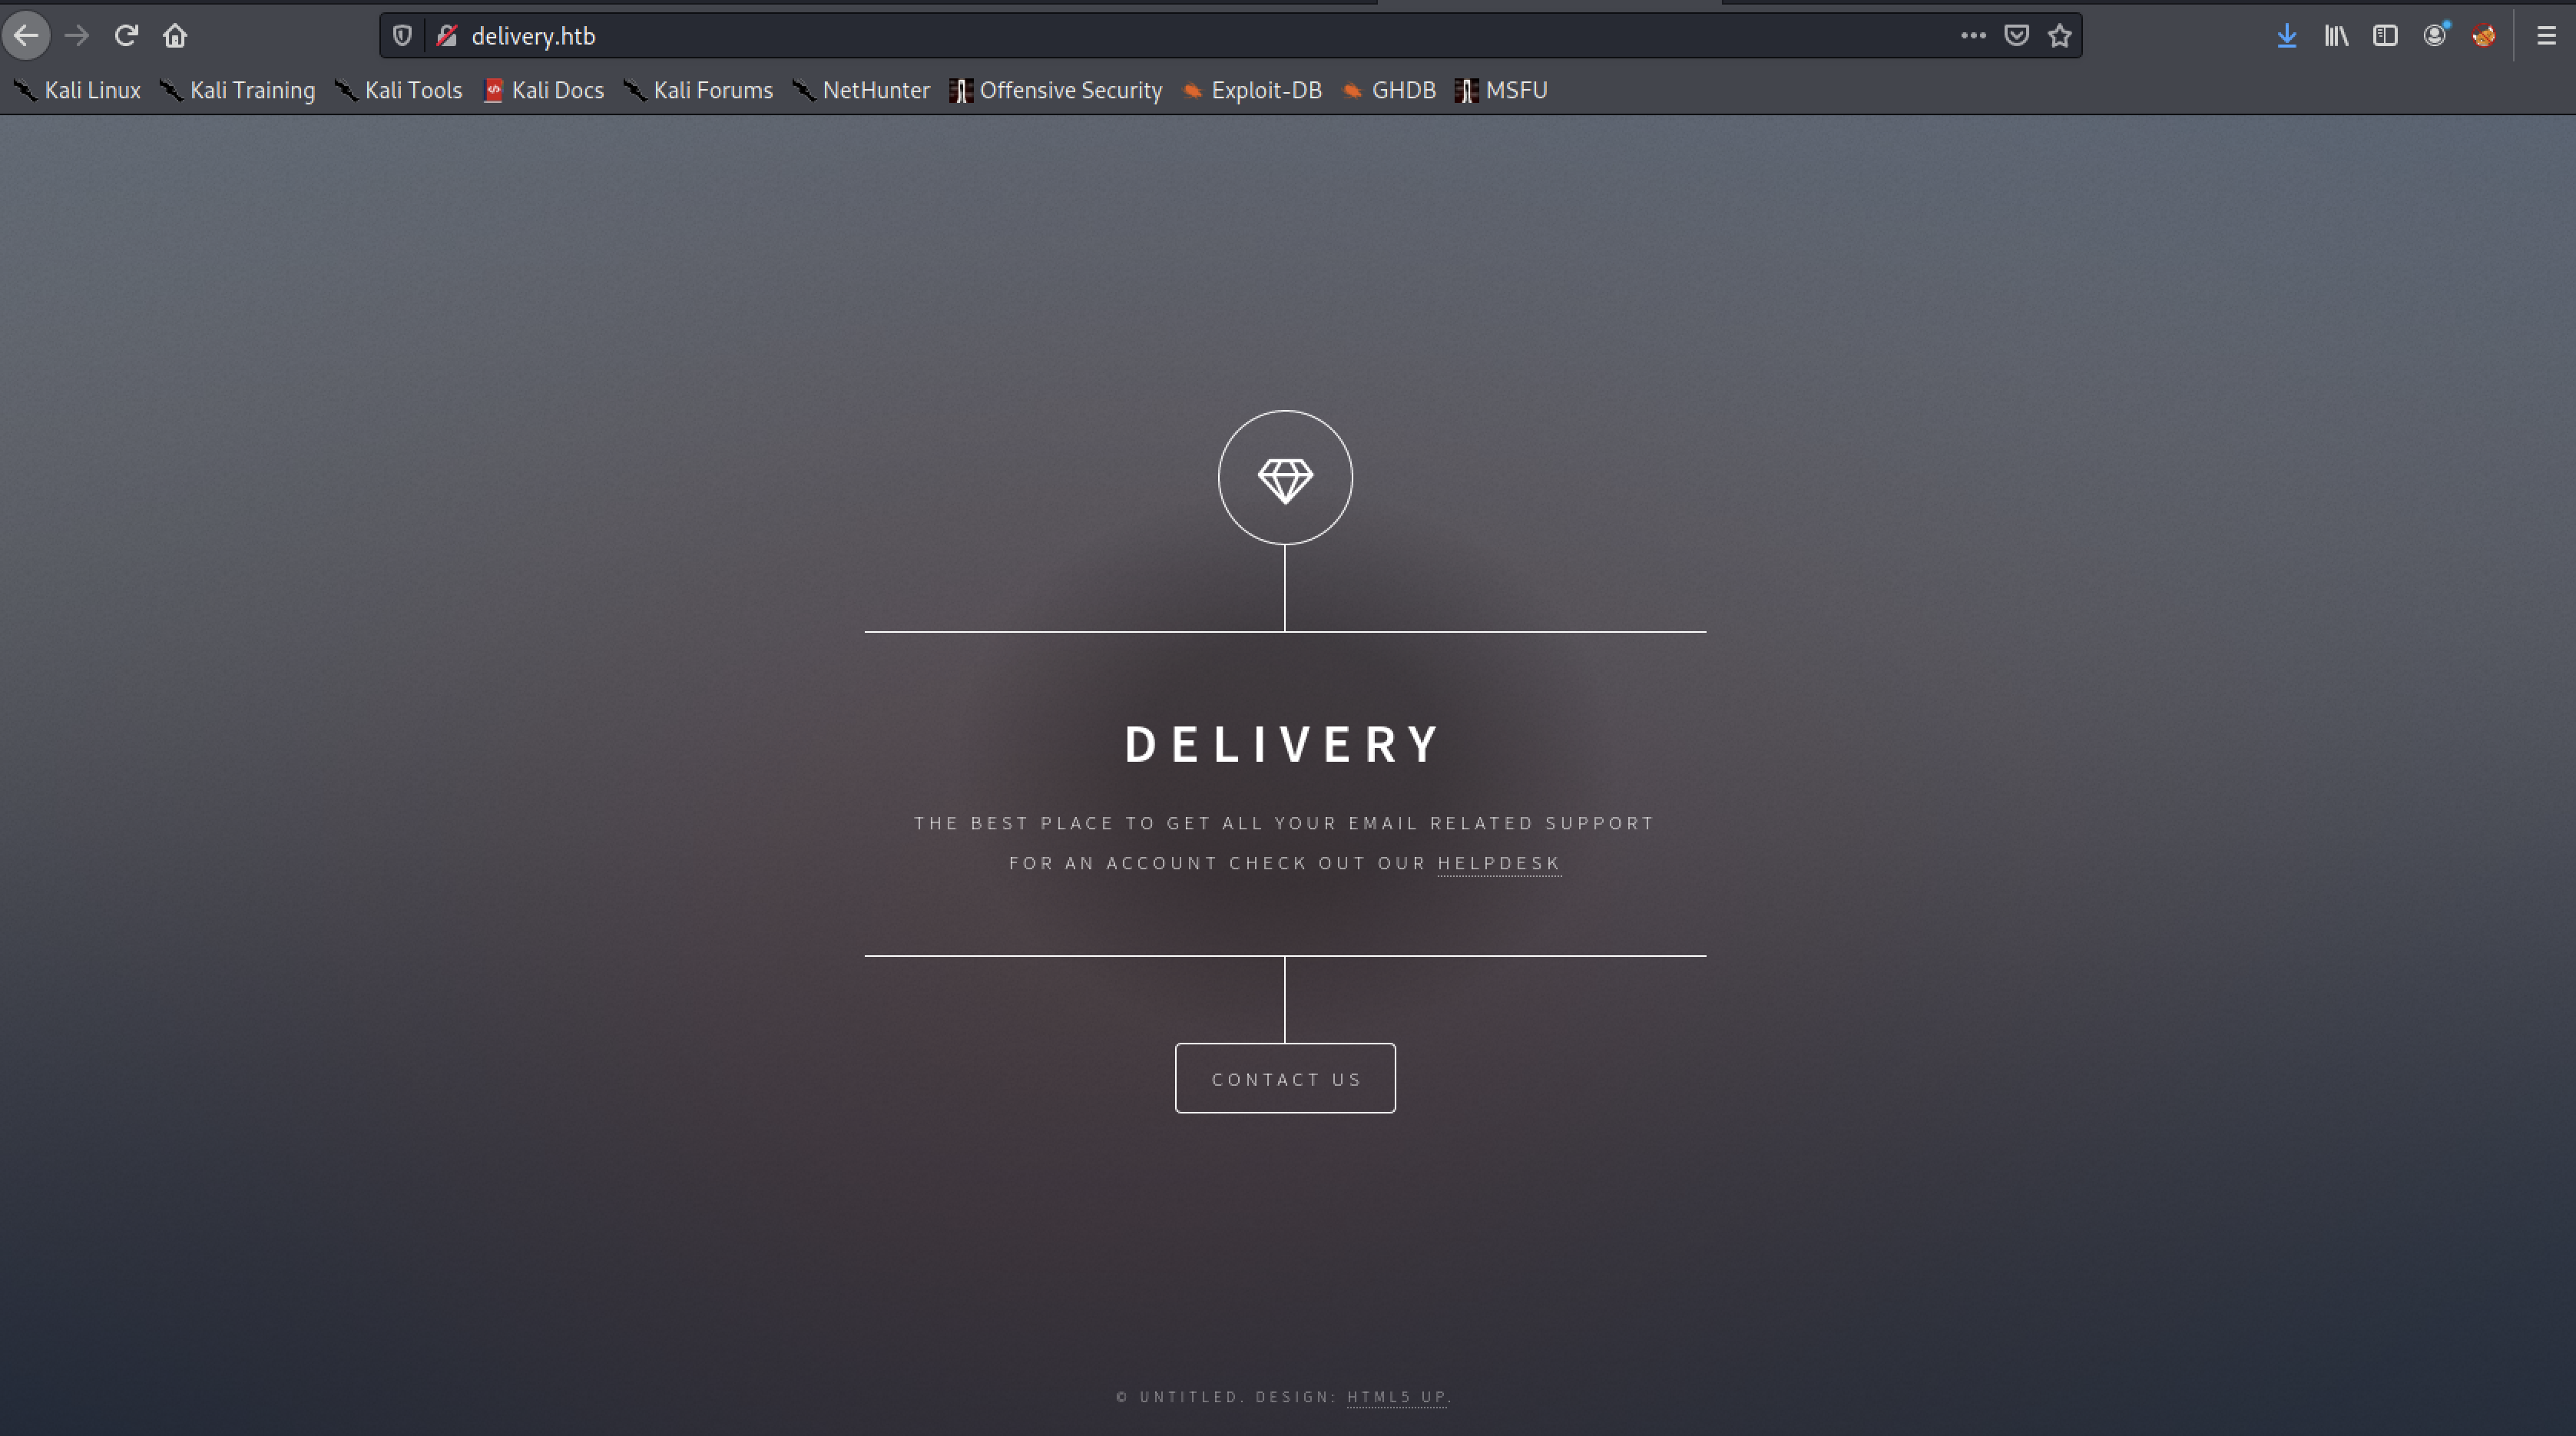 delivery.htb
Kali Linux Kali Training Kali Tools Kali Docs Kali Forums NetHunter Offensive Security Exploit-DB GHDB MSFU
DELIVERY
THE BEST PLACE TO GET ALL YOUR EMAIL RELATED SUPPORT
FOR AN ACCOUNT CHECK OUT OUR HELPDESK
CONTACT US
© UNTITLED. DESIGN: HTML5 UP.